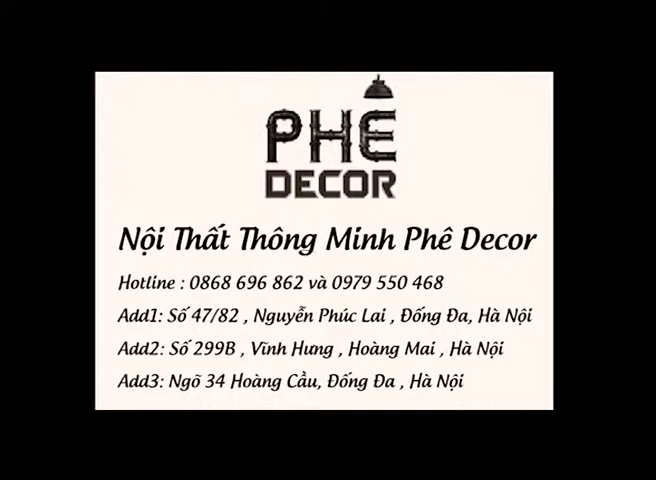 PHÊ
DECOR
Nội Thất Thông Minh Phê Decor
Hotline : 0868 696 862 và 0979 550 468
Add1: Số 47/82 , Nguyễn Phúc Lai , Đống Đa, Hà Nội
Add2: Số 299B , Vĩnh Hưng , Hoàng Mai , Hà Nội
Add3: Ngõ 34 Hoàng Cầu, Đống Đa , Hà Nội